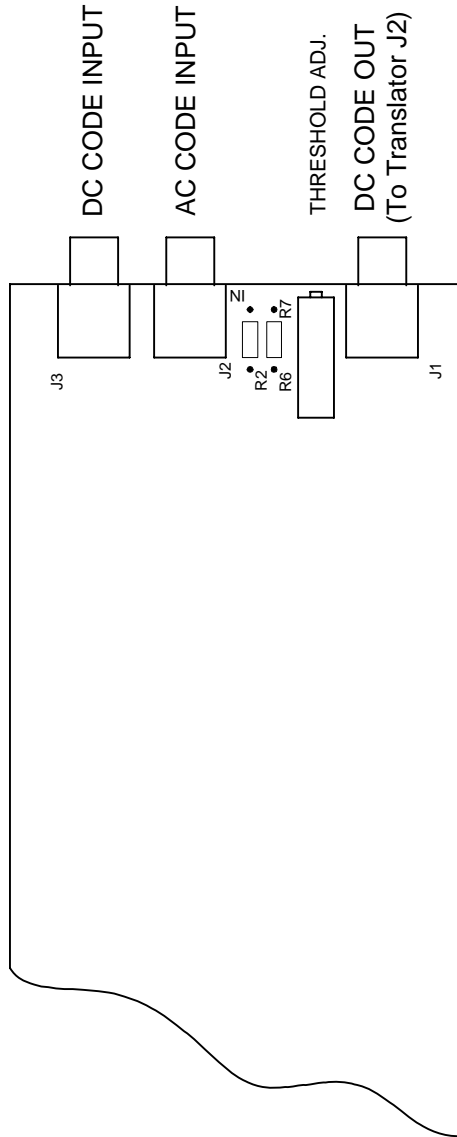 DC CODE INPUT
AC CODE INPUT
THRESHOLD ADJ.
DC CODE OUT
(To Translator J2)
J3
J2
NI
R2
R7
R6
J1